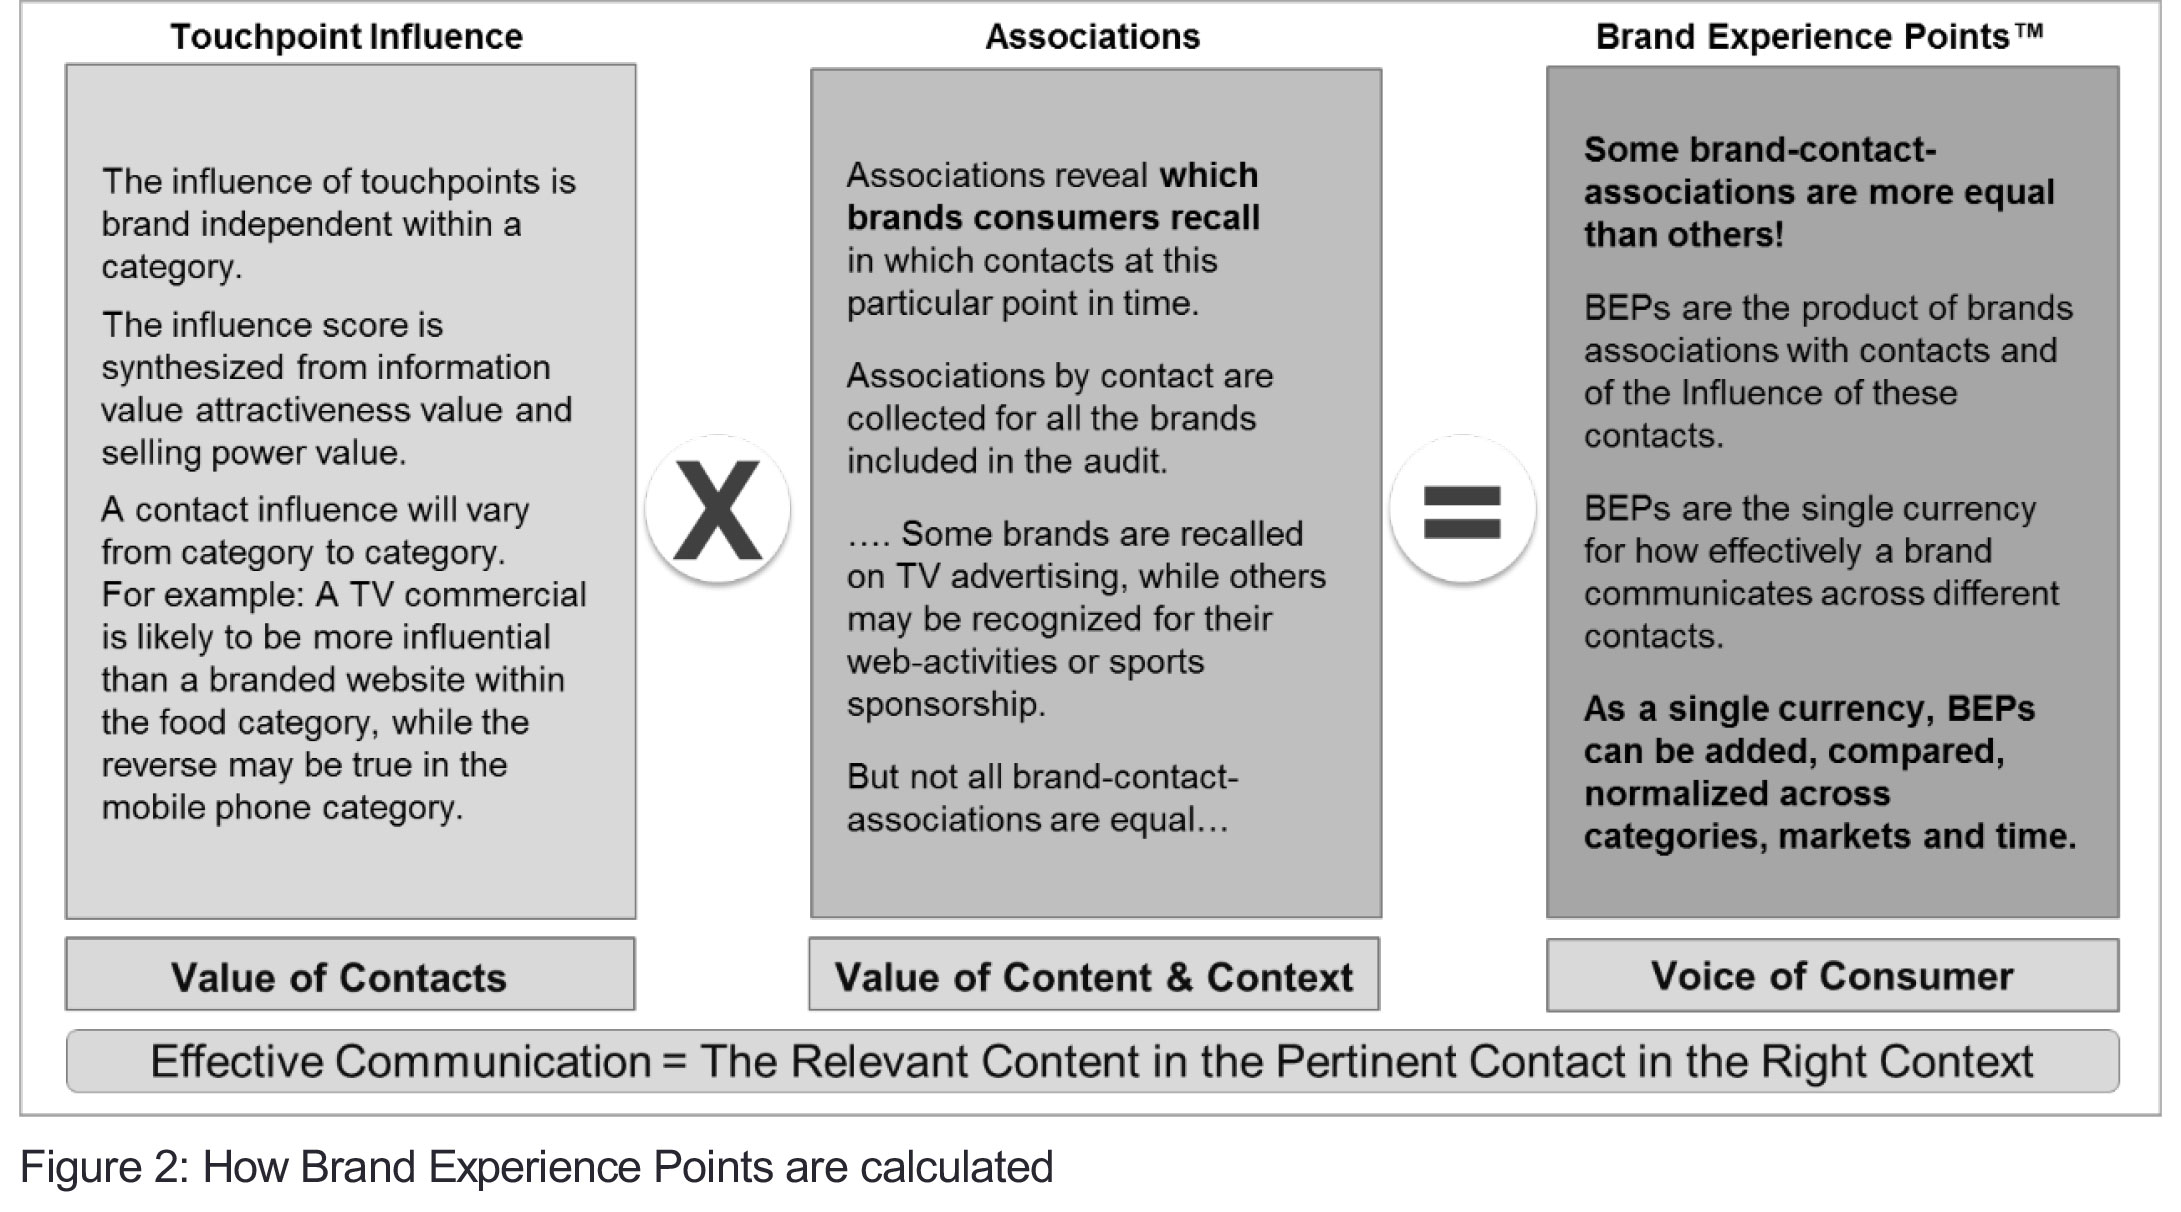 Touchpoint Influence
The influence of touchpoints is
brand independent within a
category.
The influence score is
synthesized from information
value attractiveness value and
selling power value.
A contact influence will vary
from category to category.
For example: A TV commercial
is likely to be more influential
than a branded website within
the food category, while the
reverse may be true in the
mobile phone category.
Value of Contacts
X
Associations
Associations reveal which
brands consumers recall
in which contacts at this
particular point in time.
Associations by contact are
collected for all the brands
included in the audit.
.... Some brands are recalled
on TV advertising, while others
may be recognized for their
web-activities or sports
sponsorship.
But not all brand-contact-
associations are equal...
Value of Content & Context
=
Brand Experience Points™
Some brand-contact-
associations are more equal
than others!
BEPs are the product of brands
associations with contacts and
of the Influence of these
contacts.
BEPs are the single currency
for how effectively a brand
communicates across different
contacts.
As a single currency, BEPs
can be added, compared,
normalized across
categories, markets and time.
Voice of Consumer
Effective Communication = The Relevant Content in the Pertinent Contact in the Right Context
Figure 2: How Brand Experience Points are calculated